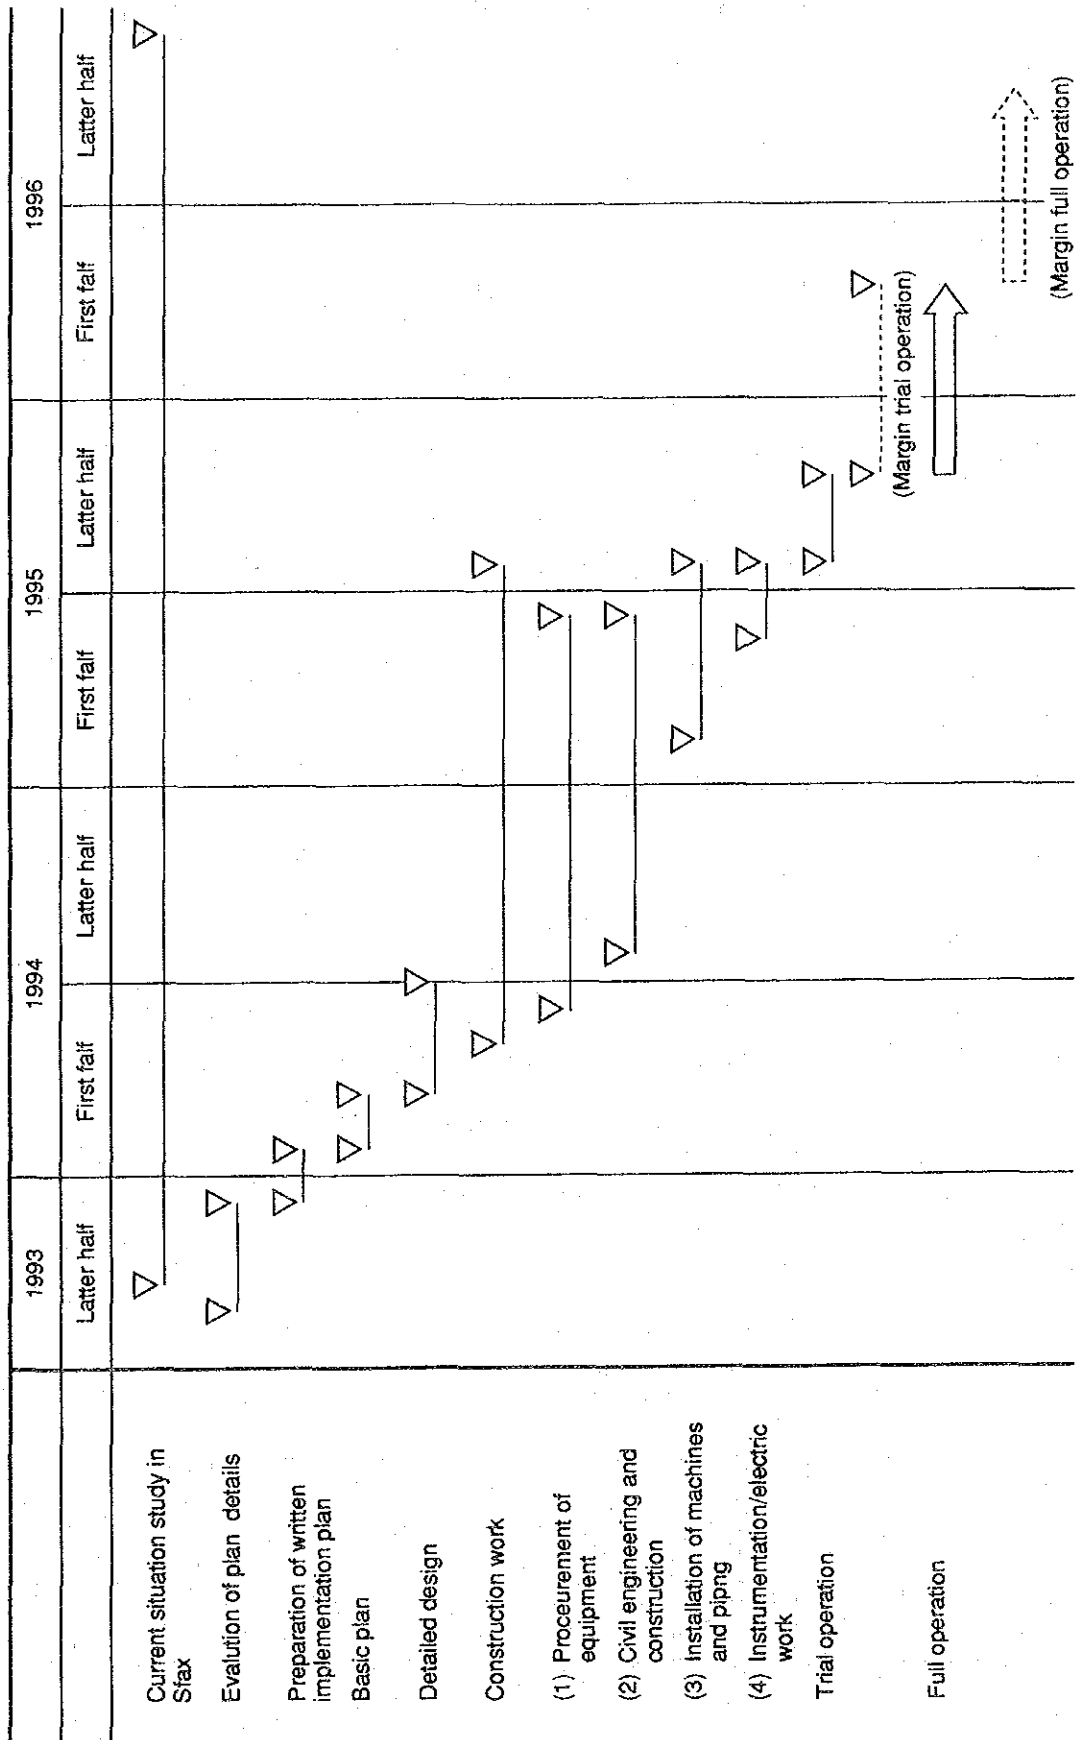 1993
1994
1995
1996
Latter half
First falf
Latter half
First falf
Latter half
First falf
Latter half
Current situation study in
Sfax
Evalution of plan details
Preparation of written
implementation plan
Basic plan
Detailed design
Construction work
(1) Proceurement of
equipment
(2) Civil engineering and
construction
(3) Installation of machines
and pipng
(4) Instrumentation/electric
work
Trial operation
(Margin trial operation)
Full operation
(Margin full operation)